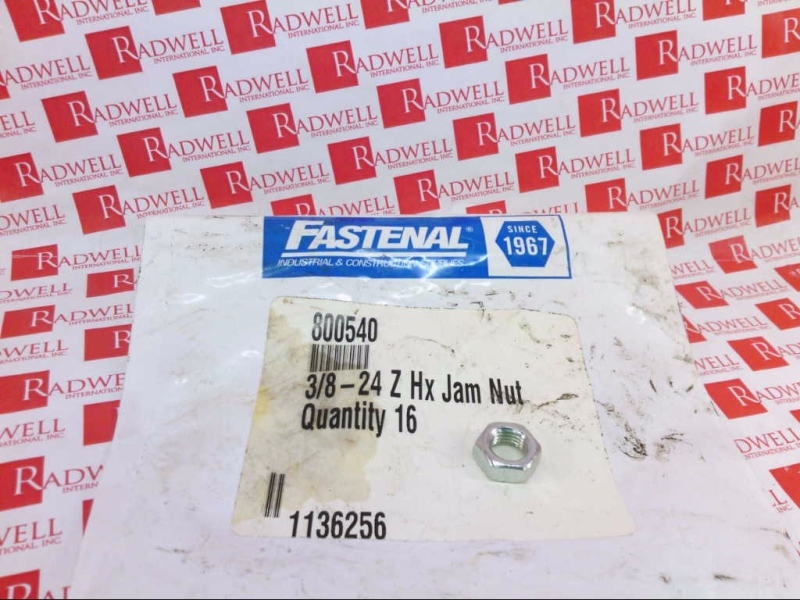 FASTENAL®
INDUSTRIAL & CONSTRUCTION SUPPLIES
SINCE
1967
800540
3/8-24 Z Hx Jam Nut
Quantity 16
1136256
RADWELL
INTERNATIONAL, INC.